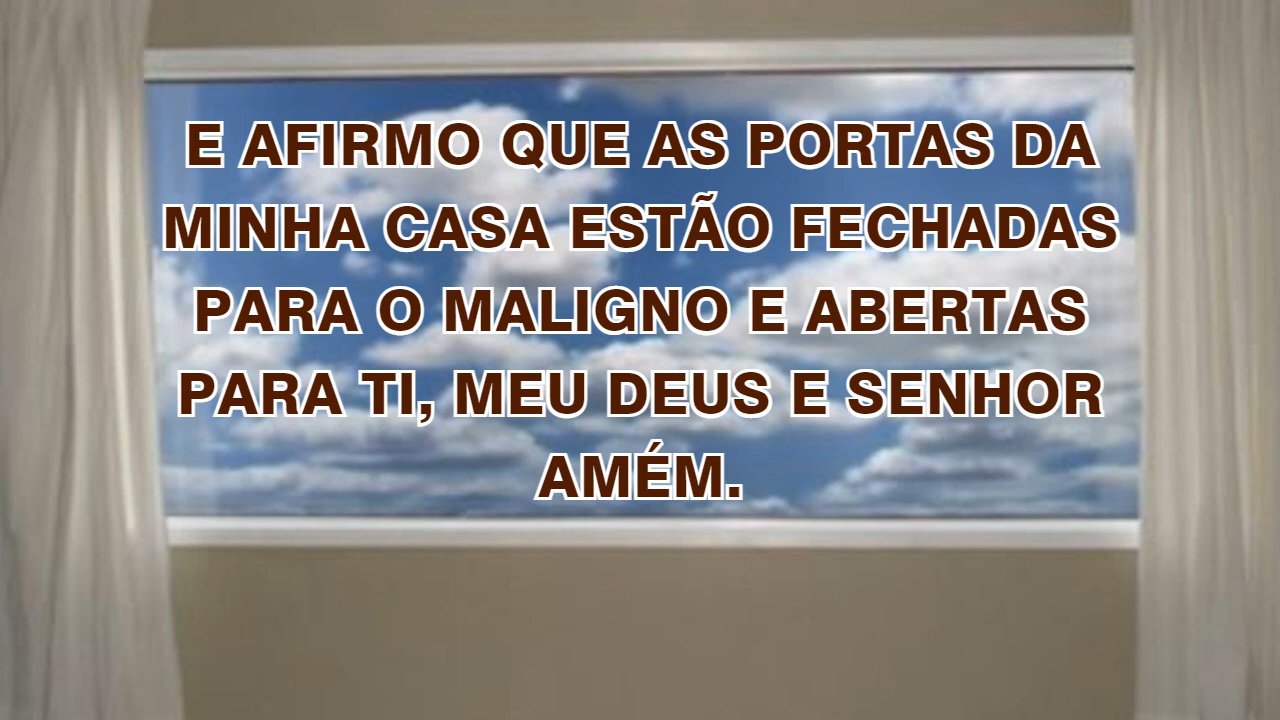 E AFIRMO QUE AS PORTAS DA
MINHA CASA ESTÃO FECHADAS
PARA O MALIGNO E ABERTAS
PARA TI, MEU DEUS E SENHOR
AMÉM.